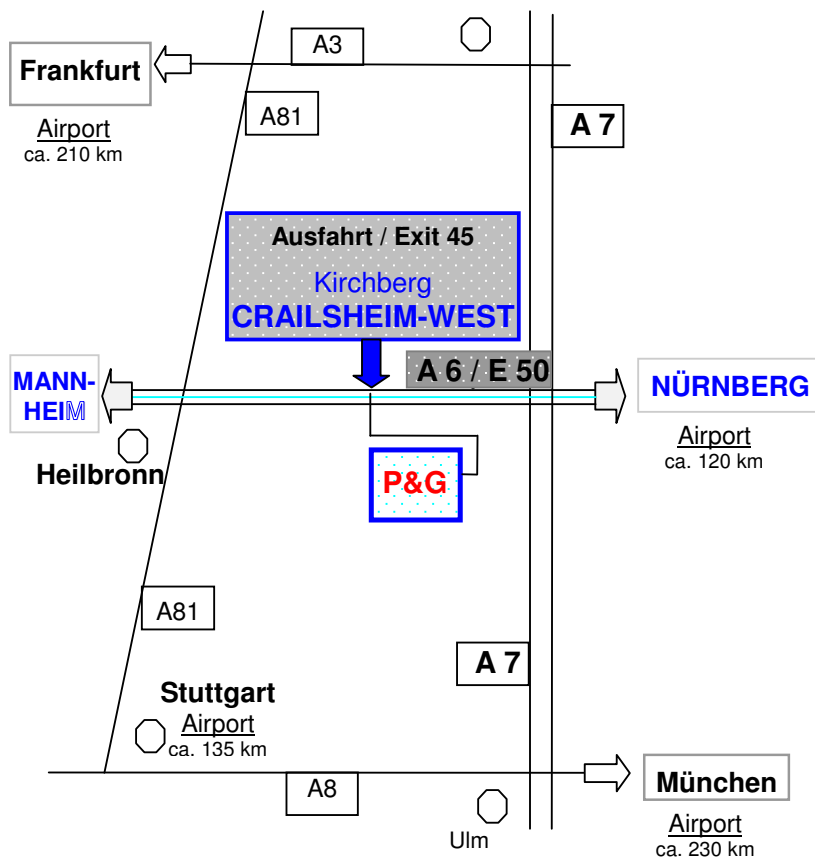 A3
Frankfurt
A81
A 7
Airport
ca. 210 km
Ausfahrt / Exit 45
Kirchberg
CRAILSHEIM-WEST
A 6 / E 50
MANN-
HEIM
NÜRNBERG
Airport
ca. 120 km
Heilbronn
P&G
A81
A 7
Stuttgart
Airport
ca. 135 km
A8
München
Ulm
Airport
ca. 230 km